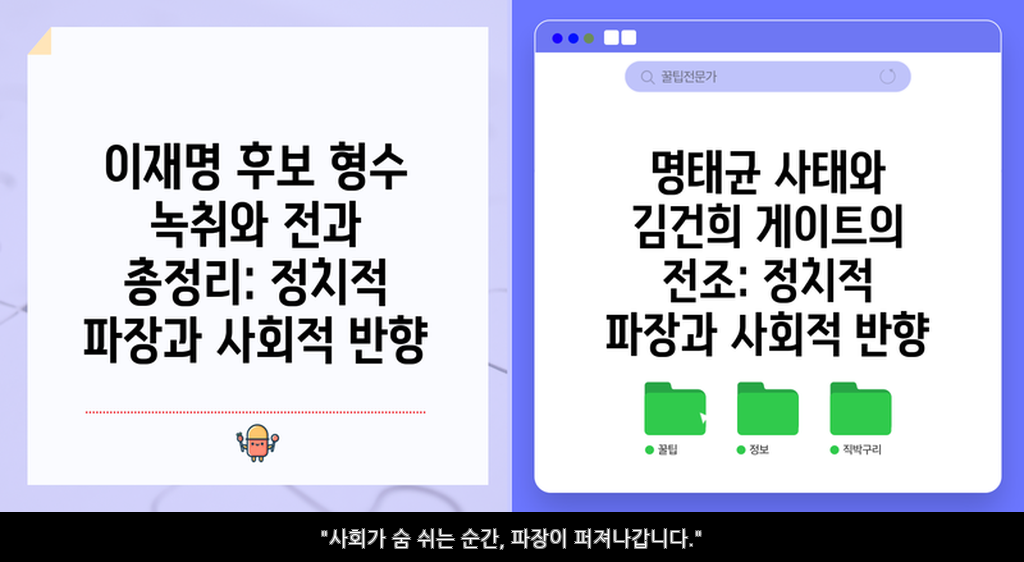 이재명 후보 형수
녹취와 전과
총정리: 정치적
파장과 사회적 반향
꿀팁전문가
명태균 사태와
김건희 게이트의
전조: 정치적
파장과 사회적 반향
꿀팁
정보
직박구리
"사회가 숨 쉬는 순간, 파장이 퍼져나갑니다."